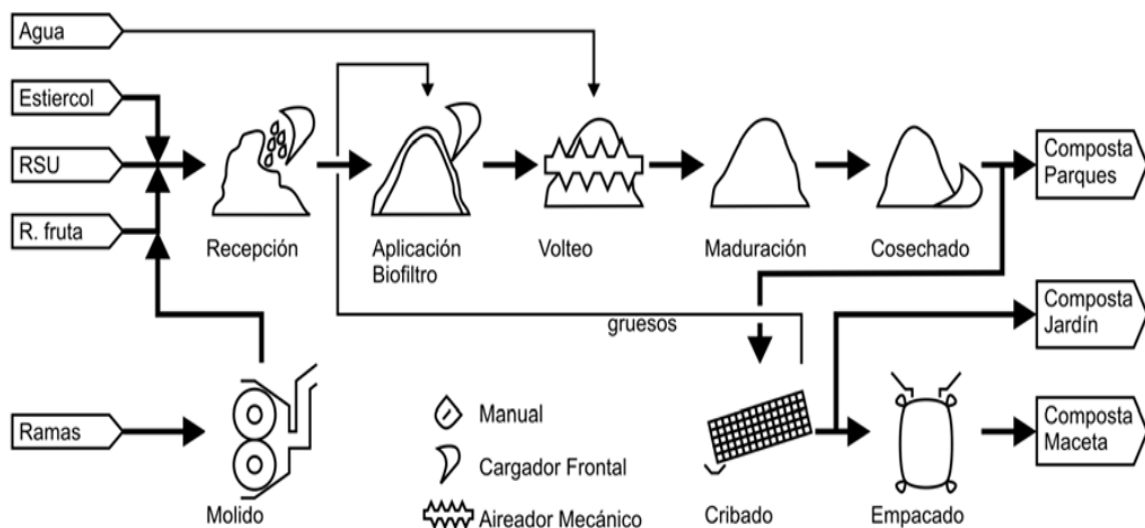 Agua
Estiercol
RSU
R. fruta
Recepción
Aplicación
Biofiltro
Volteo
Maduración
Cosechado
Composta
Parques
gruesos
Composta
Jardín
Ramas
Molido
Manual
Cargador Frontal
Aireador Mecánico
Cribado
Empacado
Composta
Maceta